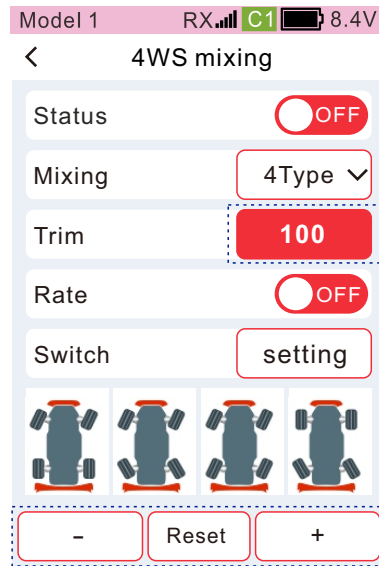 Model 1 RX C1 8.4V
< 4WS mixing
Status OFF
Mixing 4Type
Trim 100
Rate OFF
Switch setting
- Reset +